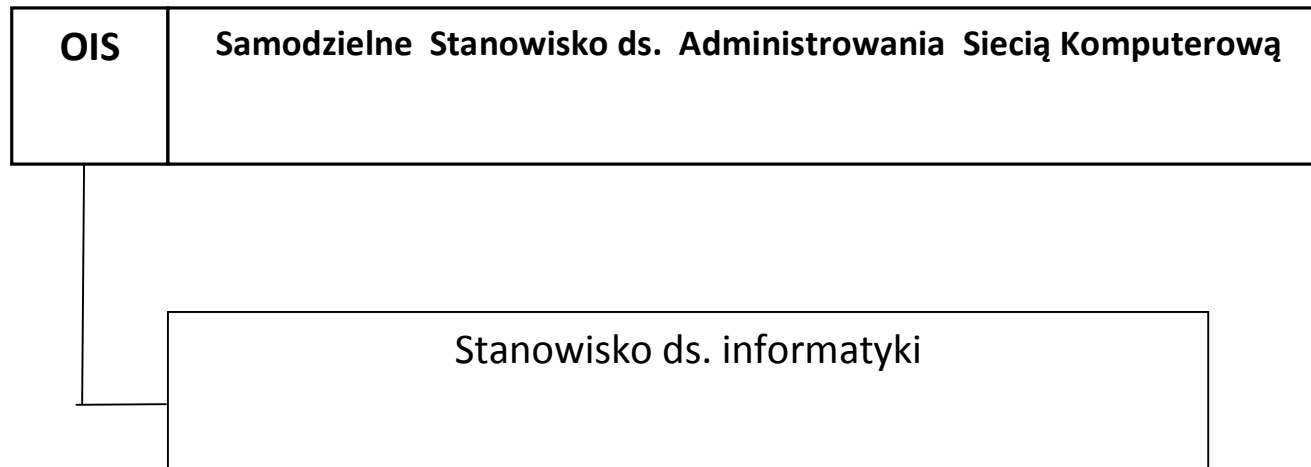 OIS
Samodzielne Stanowisko ds. Administrowania Siecią Komputerową
Stanowisko ds. informatyki